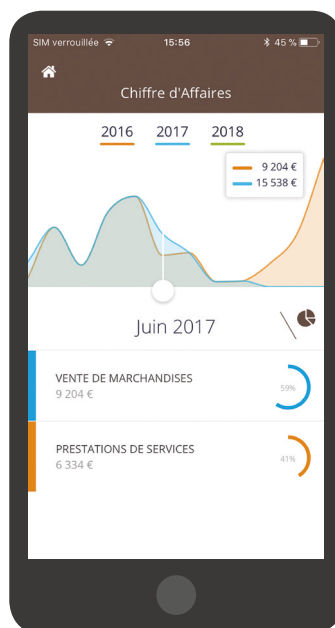 SIM verrouillée 15:56 45 %
Chiffre d'Affaires
2016 2017 2018
9 204 €
15 538 €
Juin 2017
VENTE DE MARCHANDISES
9 204 €
59%
PRESTATIONS DE SERVICES
6 334 €
41%